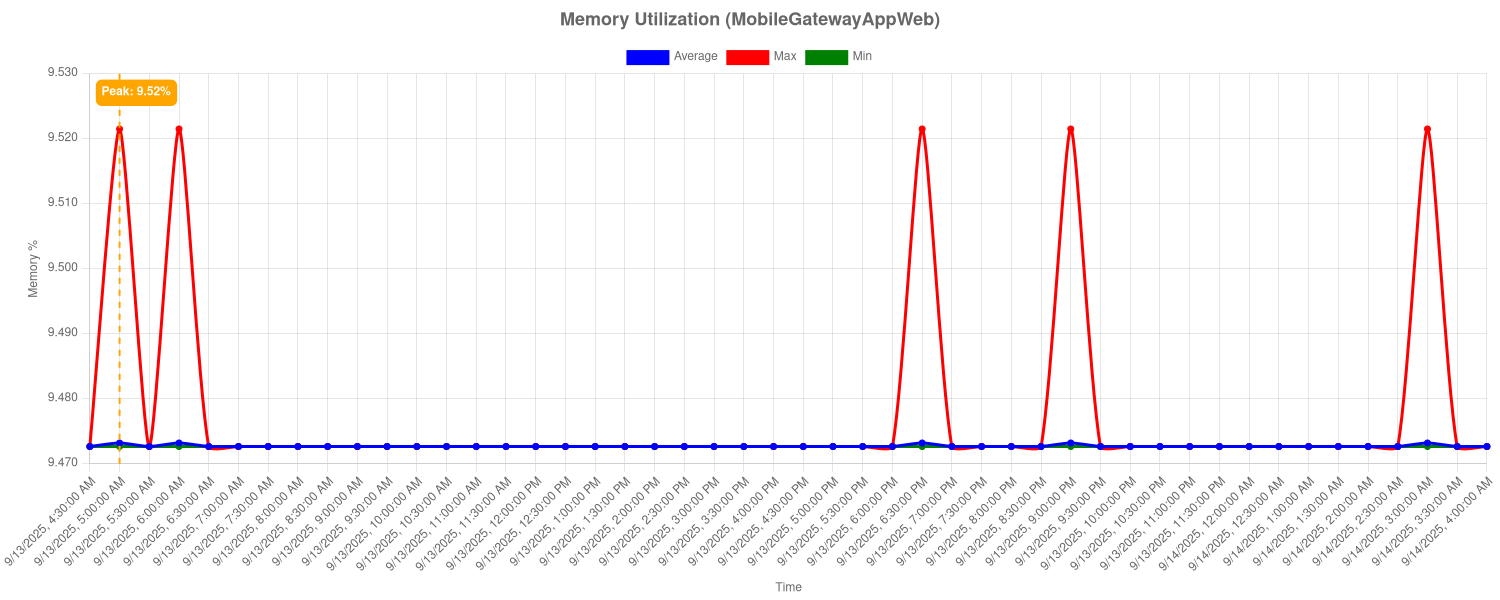 Memory Utilization (MobileGatewayAppWeb)
Average Max Min
9.530
Peak: 9.52%
9.520
9.510
9.500
9.490
9.480
9.470
Memory %
9/13/2025, 4:30:00 AM
9/13/2025, 5:00:00 AM
9/13/2025, 5:30:00 AM
9/13/2025, 6:00:00 AM
9/13/2025, 6:30:00 AM
9/13/2025, 7:00:00 AM
9/13/2025, 7:30:00 AM
9/13/2025, 8:00:00 AM
9/13/2025, 8:30:00 AM
9/13/2025, 9:00:00 AM
9/13/2025, 9:30:00 AM
9/13/2025, 10:00:00 AM
9/13/2025, 10:30:00 AM
9/13/2025, 11:00:00 AM
9/13/2025, 11:30:00 AM
9/13/2025, 12:00:00 PM
9/13/2025, 12:30:00 PM
9/13/2025, 1:00:00 PM
9/13/2025, 1:30:00 PM
9/13/2025, 2:00:00 PM
9/13/2025, 2:30:00 PM
9/13/2025, 3:00:00 PM
9/13/2025, 3:30:00 PM
9/13/2025, 4:00:00 PM
9/13/2025, 4:30:00 PM
9/13/2025, 5:00:00 PM
9/13/2025, 5:30:00 PM
9/13/2025, 6:00:00 PM
9/13/2025, 6:30:00 PM
9/13/2025, 7:00:00 PM
9/13/2025, 7:30:00 PM
9/13/2025, 8:00:00 PM
9/13/2025, 8:30:00 PM
9/13/2025, 9:00:00 PM
9/13/2025, 9:30:00 PM
9/13/2025, 10:00:00 PM
9/13/2025, 10:30:00 PM
9/13/2025, 11:00:00 PM
9/13/2025, 11:30:00 PM
9/14/2025, 12:00:00 AM
9/14/2025, 12:30:00 AM
9/14/2025, 1:00:00 AM
9/14/2025, 1:30:00 AM
9/14/2025, 2:00:00 AM
9/14/2025, 2:30:00 AM
9/14/2025, 3:00:00 AM
9/14/2025, 3:30:00 AM
9/14/2025, 4:00:00 AM
Time